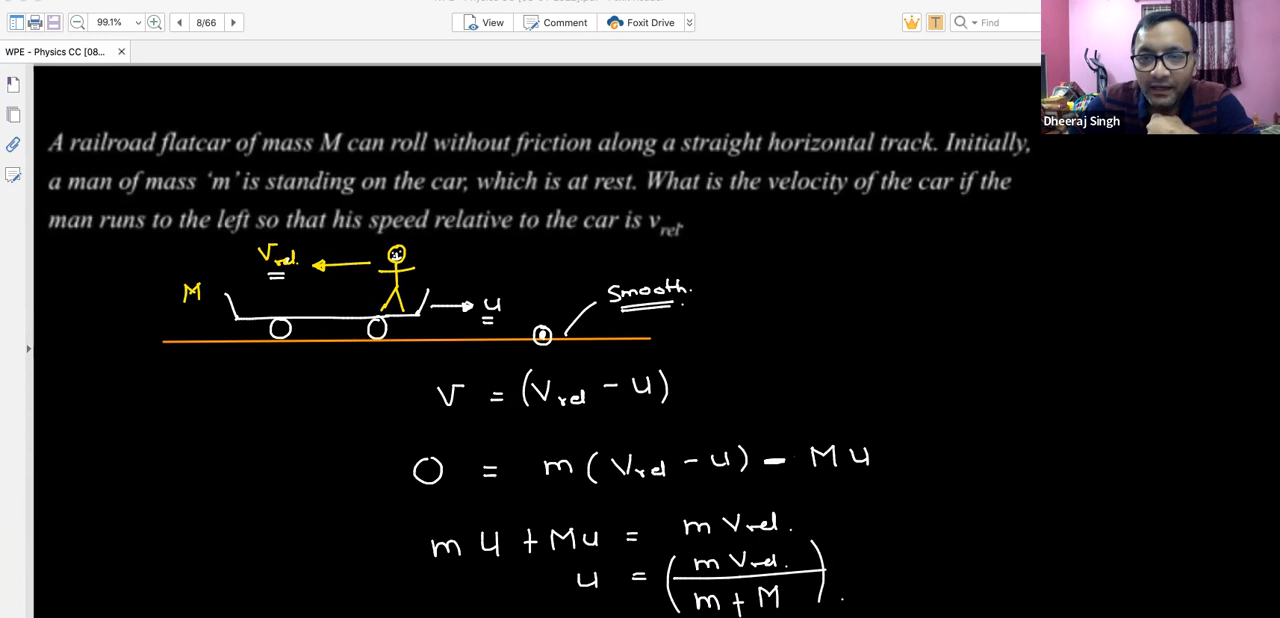 99.1%
8/66
View
Comment
Foxit Drive
T
Find
WPE - Physics CC [08...
Dheeraj Singh
A railroad flatcar of mass M can roll without friction along a straight horizontal track. Initially,
a man of mass ‘m’ is standing on the car, which is at rest. What is the velocity of the car if the
man runs to the left so that his speed relative to the car is v_rel.
V_rel.
M
u
Smooth.
V = (V_rel - u)
0 = m(V_rel - u) - Mu
mu + Mu = m V_rel.
u = (m V_rel. / m + M).